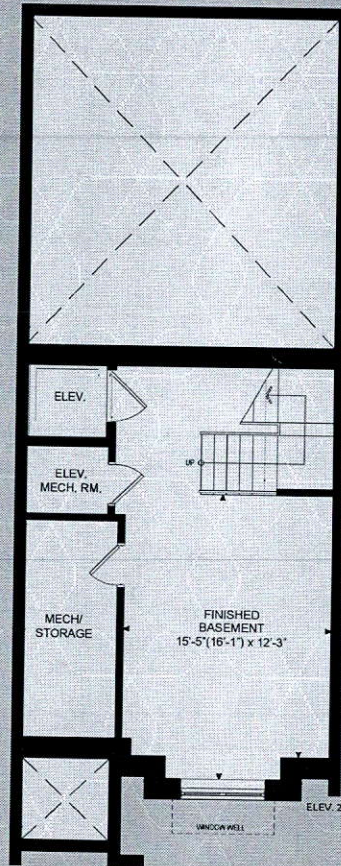 ELEV.
UP
ELEV.
MECH. RM.
MECH/
STORAGE
FINISHED
BASEMENT
15'-5"(16'-1") x 12'-3"
ELEV. 2
WINDOW WELL